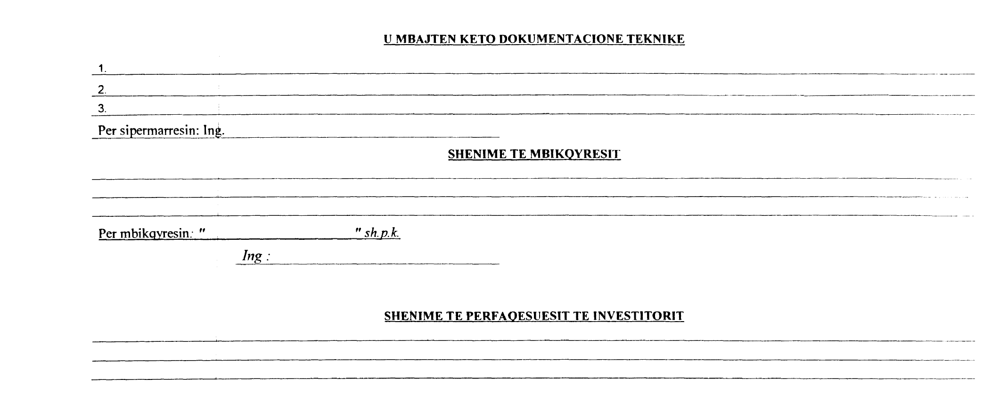 U MBAJTEN KETO DOKUMENTACIONE TEKNIKE
1.
2.
3.
Per sipermarresin: Ing.
SHENIME TE MBIKQYRESIT
Per mbikqyresin: " " sh.p.k.
Ing :
SHENIME TE PERFAQESUESIT TE INVESTITORIT